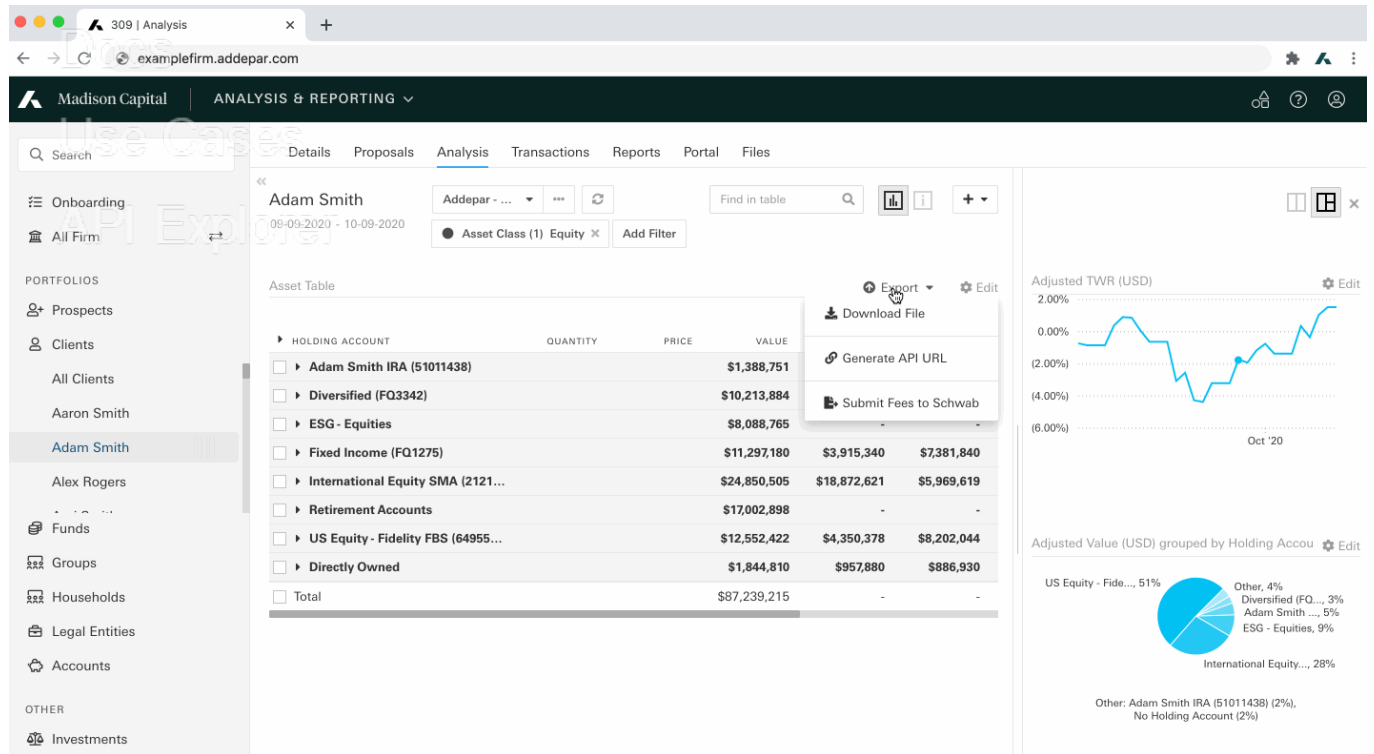 309 | Analysis
examplefirm.addepar.com
Docs
Madison Capital
ANALYSIS & REPORTING
Use Cases
Search
API Explorer
Onboarding
All Firm
PORTFOLIOS
Prospects
Clients
All Clients
Aaron Smith
Adam Smith
Alex Rogers
Funds
Groups
Households
Legal Entities
Accounts
OTHER
Investments
Details Proposals Analysis Transactions Reports Portal Files
Adam Smith
09-09-2020 - 10-09-2020
Addepar - ...
Find in table
Asset Class (1) Equity
Add Filter
Asset Table
Export
Edit
Download File
Generate API URL
Submit Fees to Schwab
HOLDING ACCOUNT QUANTITY PRICE VALUE
Adam Smith IRA (51011438) $1,388,751
Diversified (FQ3342) $10,213,884
ESG - Equities $8,088,765 - -
Fixed Income (FQ1275) $11,297,180 $3,915,340 $7,381,840
International Equity SMA (2121... $24,850,505 $18,872,621 $5,969,619
Retirement Accounts $17,002,898 - -
US Equity - Fidelity FBS (64955... $12,552,422 $4,350,378 $8,202,044
Directly Owned $1,844,810 $957,880 $886,930
Total $87,239,215 - -
Adjusted TWR (USD)
Edit
2.00%
0.00%
(2.00%)
(4.00%)
(6.00%)
Oct '20
Adjusted Value (USD) grouped by Holding Accou
Edit
US Equity - Fide..., 51%
Other, 4%
Diversified (FQ..., 3%
Adam Smith ..., 5%
ESG - Equities, 9%
International Equity..., 28%
Other: Adam Smith IRA (51011438) (2%),
No Holding Account (2%)